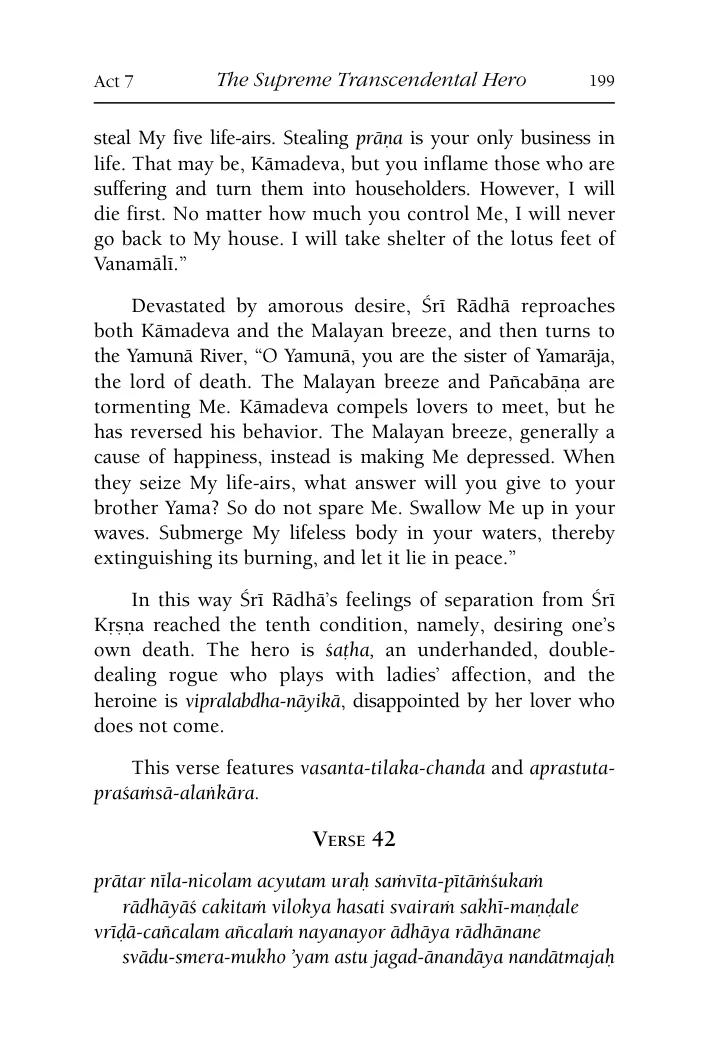 Act 7 The Supreme Transcendental Hero 199
steal My five life-airs. Stealing prāṇa is your only business in
life. That may be, Kāmadeva, but you inflame those who are
suffering and turn them into householders. However, I will
die first. No matter how much you control Me, I will never
go back to My house. I will take shelter of the lotus feet of
Vanamālī.”
Devastated by amorous desire, Śrī Rādhā reproaches
both Kāmadeva and the Malayan breeze, and then turns to
the Yamunā River, “O Yamunā, you are the sister of Yamarāja,
the lord of death. The Malayan breeze and Pañcabāṇa are
tormenting Me. Kāmadeva compels lovers to meet, but he
has reversed his behavior. The Malayan breeze, generally a
cause of happiness, instead is making Me depressed. When
they seize My life-airs, what answer will you give to your
brother Yama? So do not spare Me. Swallow Me up in your
waves. Submerge My lifeless body in your waters, thereby
extinguishing its burning, and let it lie in peace.”
In this way Śrī Rādhā’s feelings of separation from Śrī
Kṛṣṇa reached the tenth condition, namely, desiring one’s
own death. The hero is śaṭha, an underhanded, double-
dealing rogue who plays with ladies’ affection, and the
heroine is vipralabdha-nāyikā, disappointed by her lover who
does not come.
This verse features vasanta-tilaka-chanda and aprastuta-
praśaṁsā-alaṅkāra.
Verse 42
prātar nīla-nicolam acyutam uraḥ saṁvīta-pītāṁśukaṁ
rādhāyāś cakitaṁ vilokya hasati svairaṁ sakhī-maṇḍale
vrīḍā-cañcalam añcalaṁ nayanayor ādhāya rādhānane
svādu-smera-mukho ’yam astu jagad-ānandāya nandātmajaḥ